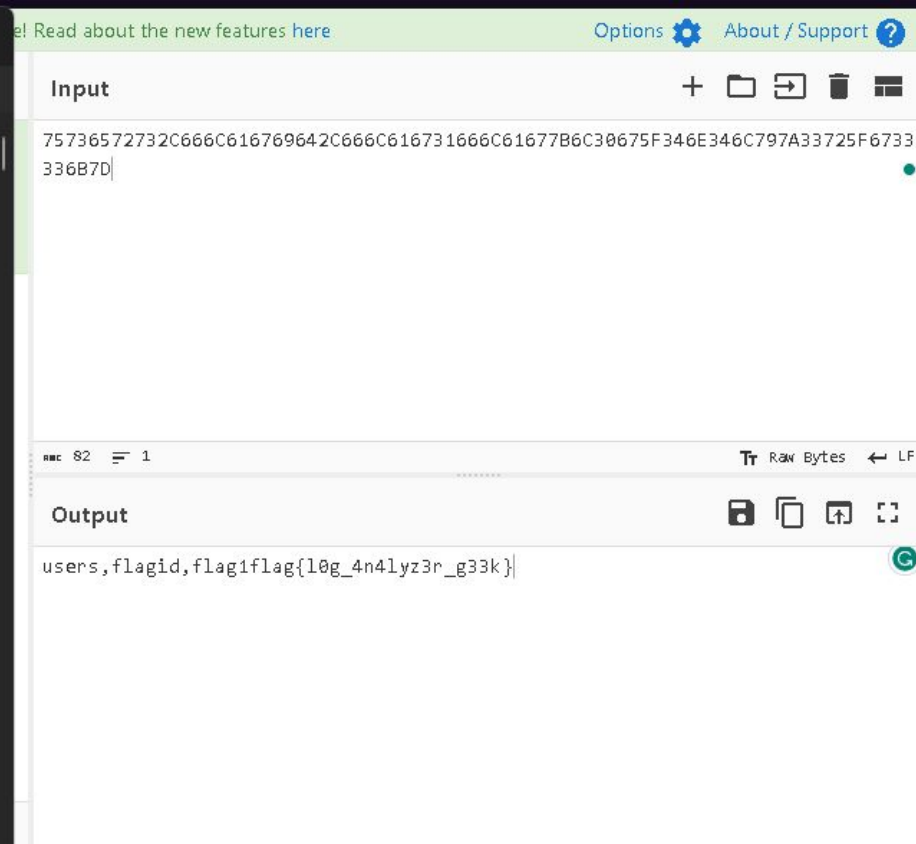 e! Read about the new features here
Options About / Support
Input
75736572732C666C616769642C666C616731666C61677B6C30675F346E346C797A33725F6733
336B7D
82 1
Raw Bytes LF
Output
users,flagid,flag1flag{l0g_4n4lyz3r_g33k}